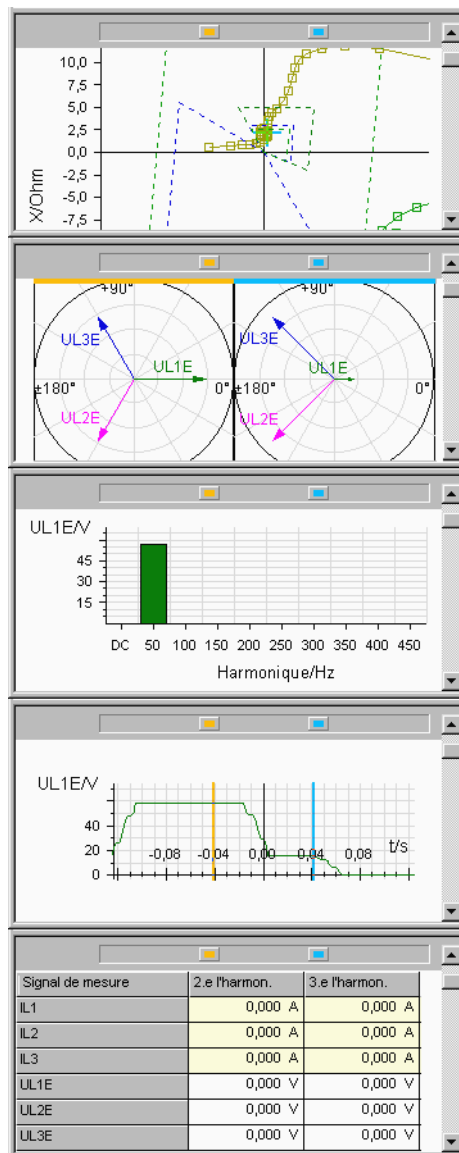 10,0
7,5
5,0
2,5
0,0
-2,5
-5,0
-7,5
X/Ohm
+90°
+90°
UL3E
UL3E
UL1E
UL1E
±180°
0°
±180°
0°
UL2E
UL2E
UL1E/V
45
30
15
DC 50 100 150 200 250 300 350 400 450
Harmonique/Hz
UL1E/V
40
20
0
-0,08 -0,04 0,00 0,04 0,08
t/s
Signal de mesure 2.e l'harmon. 3.e l'harmon.
IL1 0,000 A 0,000 A
IL2 0,000 A 0,000 A
IL3 0,000 A 0,000 A
UL1E 0,000 V 0,000 V
UL2E 0,000 V 0,000 V
UL3E 0,000 V 0,000 V